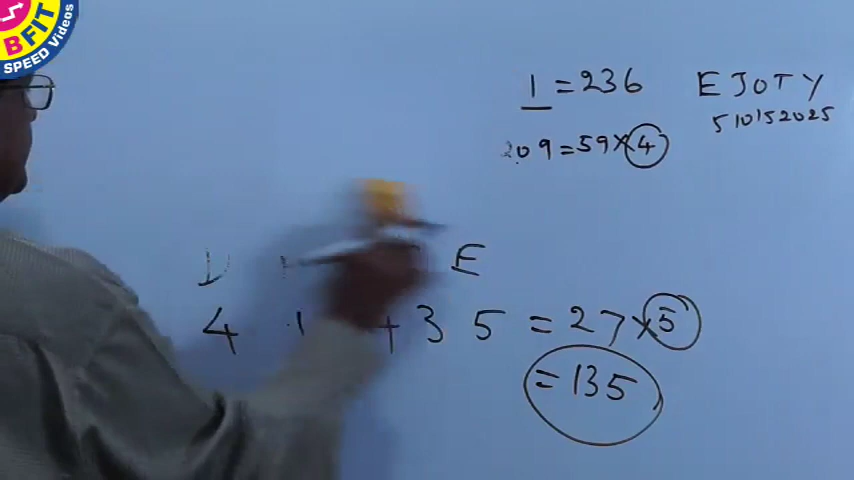 BFIT
SPEED Videos
1 = 236 EJOTY
5 10 15 20 25
209 = 59 × 4
D E
4 1 + 3 5 = 27 × 5
= 135